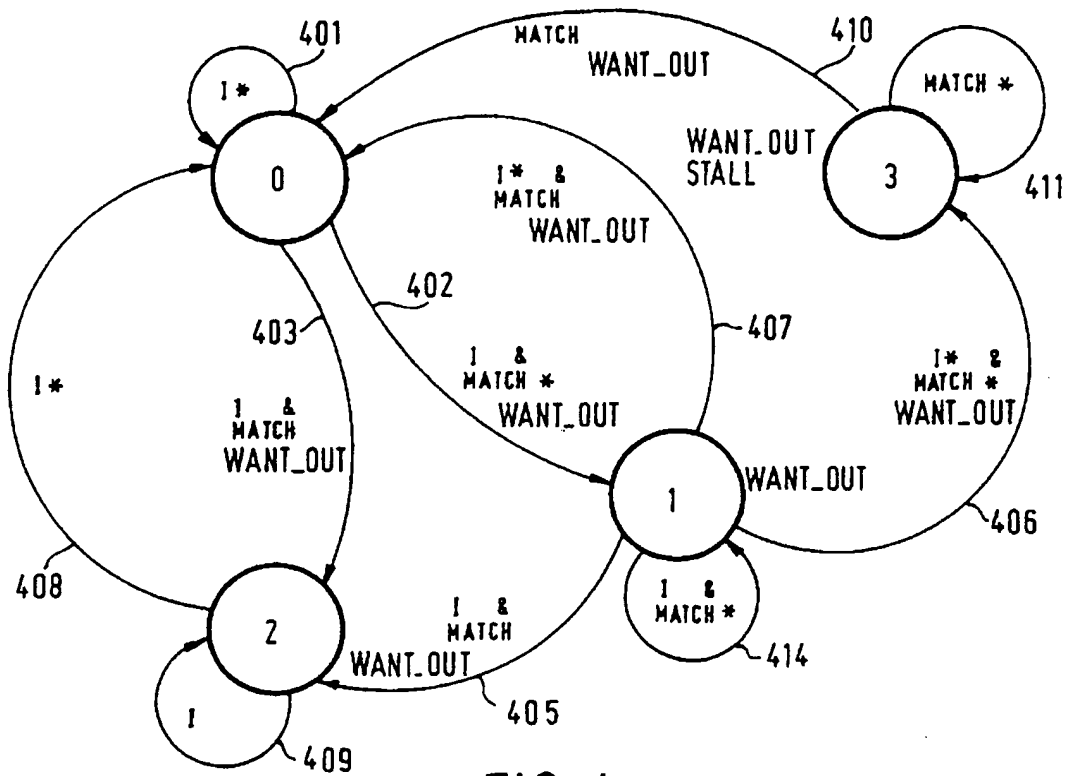 401
I*
0
MATCH
WANT_OUT
410
MATCH *
WANT_OUT
STALL
3
411
I* &
MATCH
WANT_OUT
402
403
407
I*
I &
MATCH *
WANT_OUT
I* &
MATCH *
WANT_OUT
I &
MATCH
WANT_OUT
1
WANT_OUT
406
408
2
WANT_OUT
I &
MATCH
I &
MATCH *
414
I
405
409